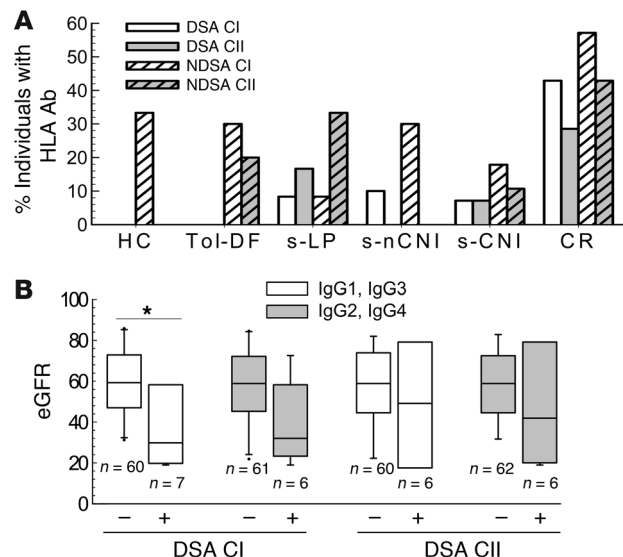 A
% Individuals with
HLA Ab
60
50
40
30
20
10
0
DSA CI
DSA CII
NDSA CI
NDSA CII
HC Tol-DF s-LP s-nCNI s-CNI CR
B
IgG1, IgG3
IgG2, IgG4
eGFR
100
80
60
40
20
0
*
n = 60
n = 7
n = 61
n = 6
n = 60
n = 6
n = 62
n = 6
− + − + − + − +
DSA CI DSA CII